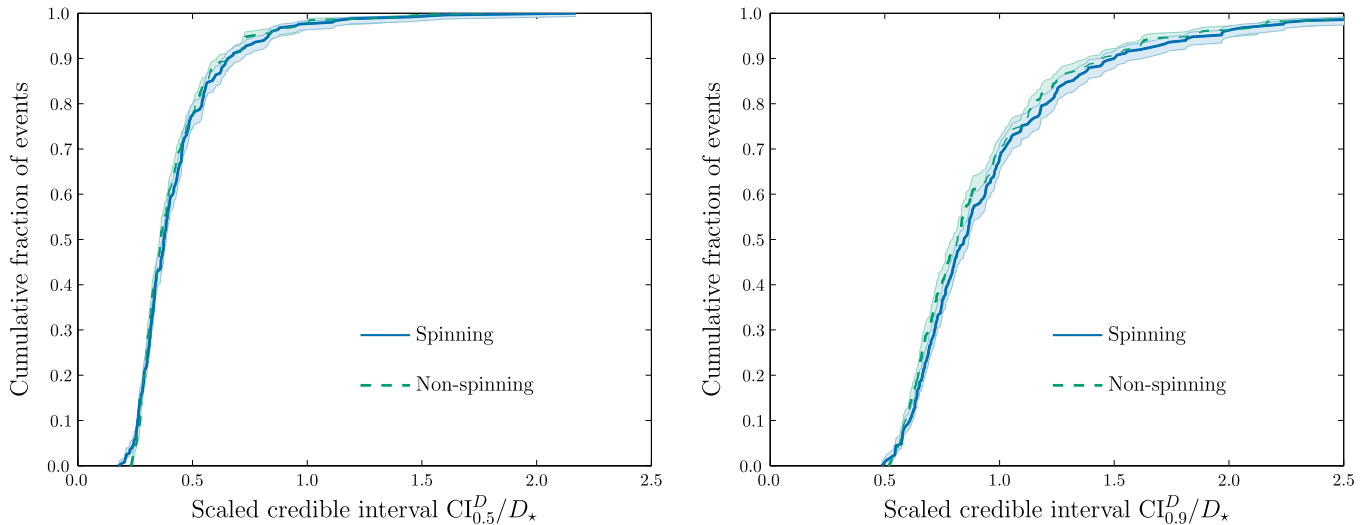 Cumulative fraction of events
1.0
0.9
0.8
0.7
0.6
0.5
0.4
0.3
0.2
0.1
0.0
Spinning
Non-spinning
0.0 0.5 1.0 1.5 2.0 2.5
Scaled credible interval CI^D_{0.5}/D_⋆
Cumulative fraction of events
1.0
0.9
0.8
0.7
0.6
0.5
0.4
0.3
0.2
0.1
0.0
Spinning
Non-spinning
0.0 0.5 1.0 1.5 2.0 2.5
Scaled credible interval CI^D_{0.9}/D_⋆